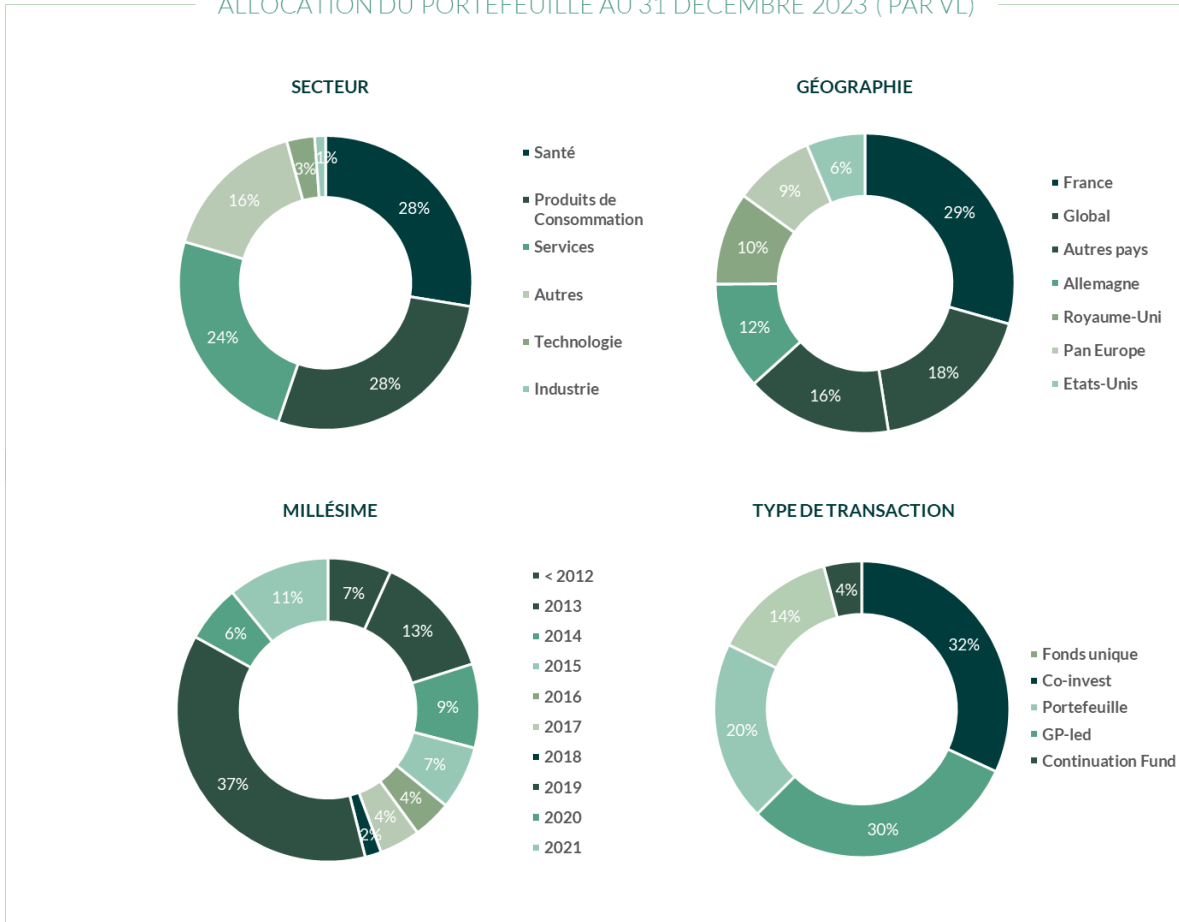 ALLOCATION DU PORTEFEUILLE AU 31 DÉCEMBRE 2023 ( PAR VL)
SECTEUR
28%
28%
24%
16%
3%
1%
Santé
Produits de
Consommation
Services
Autres
Technologie
Industrie
GÉOGRAPHIE
29%
18%
16%
12%
10%
9%
6%
France
Global
Autres pays
Allemagne
Royaume-Uni
Pan Europe
Etats-Unis
MILLÉSIME
7%
13%
9%
7%
4%
4%
2%
37%
6%
11%
< 2012
2013
2014
2015
2016
2017
2018
2019
2020
2021
TYPE DE TRANSACTION
32%
30%
20%
14%
4%
Fonds unique
Co-invest
Portefeuille
GP-led
Continuation Fund